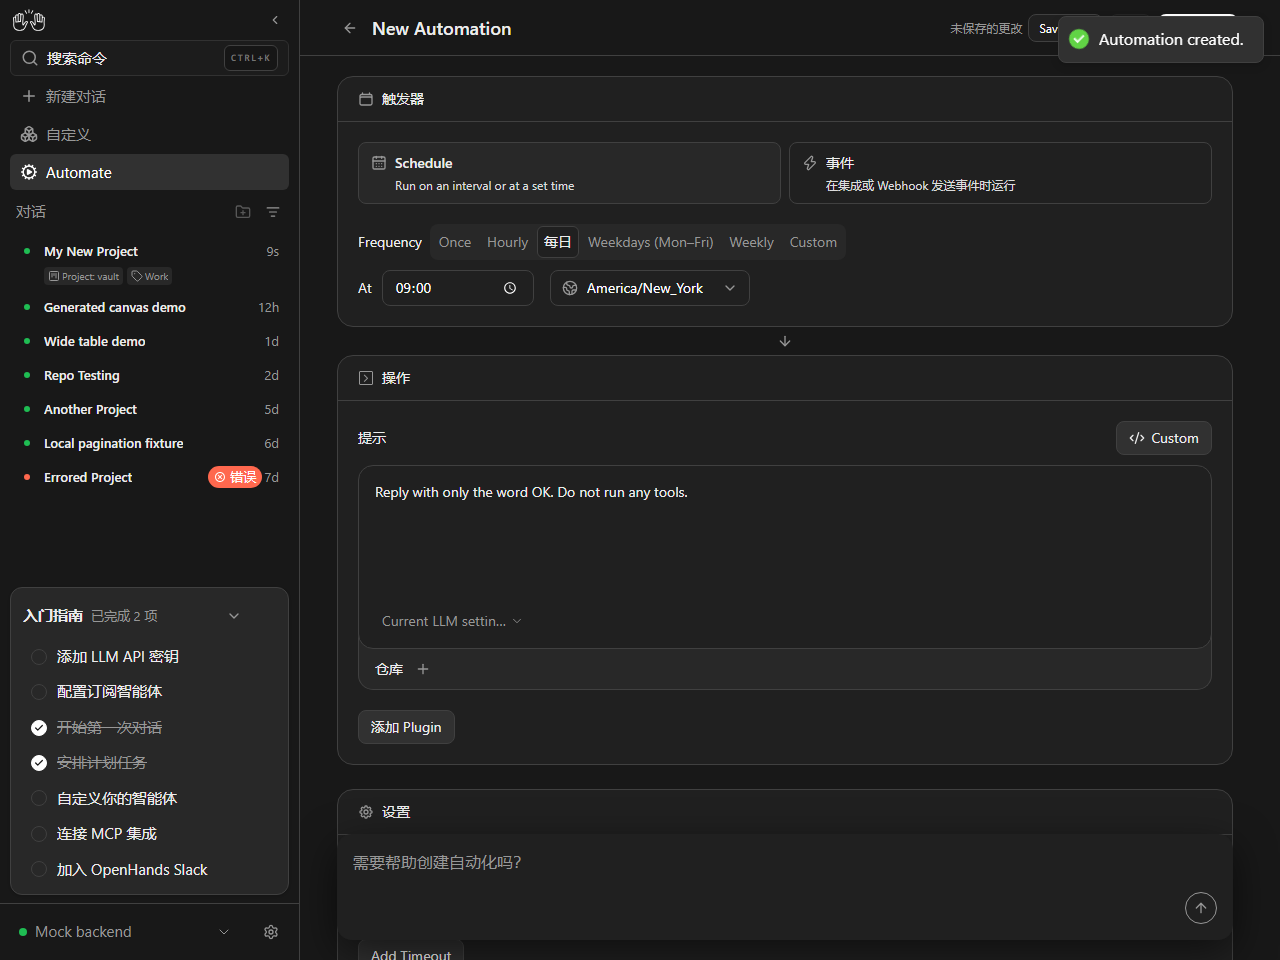 搜索命令
CTRL+K
新建对话
自定义
Automate
对话
My New Project
9s
Project: vault
Work
Generated canvas demo
12h
Wide table demo
1d
Repo Testing
2d
Another Project
5d
Local pagination fixture
6d
Errored Project
错误
7d
入门指南
已完成 2 项
添加 LLM API 密钥
配置订阅智能体
开始第一次对话
安排计划任务
自定义你的智能体
连接 MCP 集成
加入 OpenHands Slack
Mock backend
New Automation
未保存的更改
Sav
Automation created.
触发器
Schedule
Run on an interval or at a set time
事件
在集成或 Webhook 发送事件时运行
Frequency
Once
Hourly
每日
Weekdays (Mon–Fri)
Weekly
Custom
At
09:00
America/New_York
操作
提示
Custom
Reply with only the word OK. Do not run any tools.
Current LLM settin...
仓库
添加 Plugin
设置
需要帮助创建自动化吗？
Add Timeout